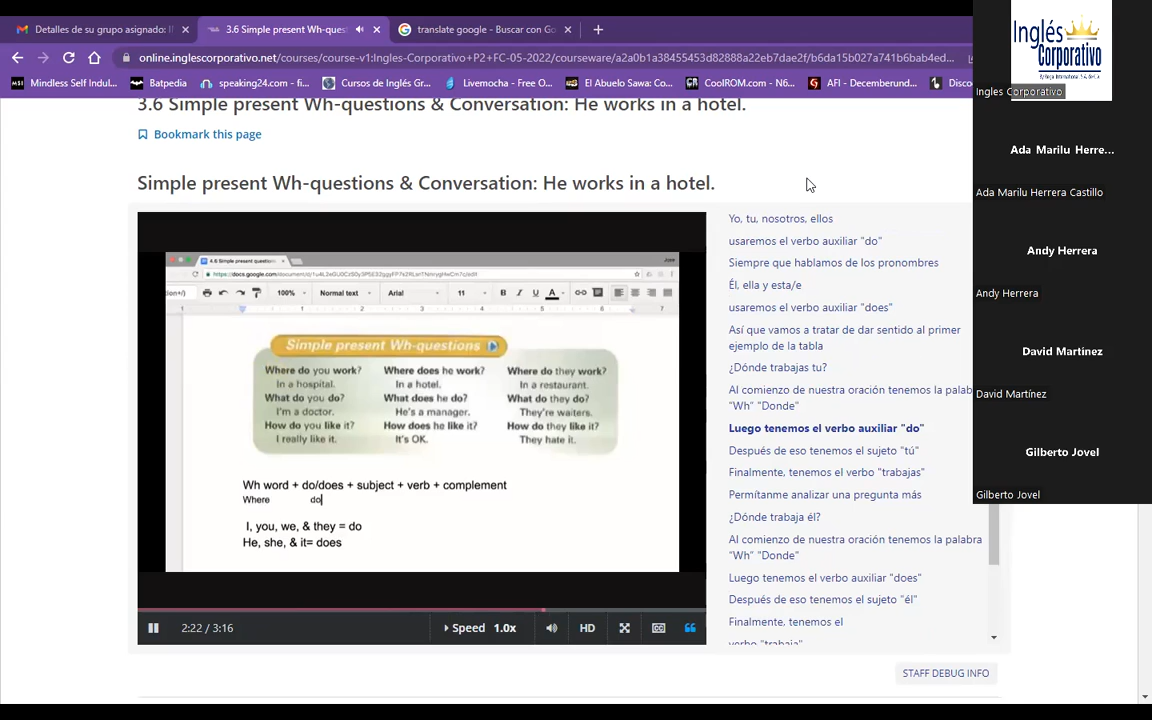 Detalles de su grupo asignado: I
3.6 Simple present Wh-ques
translate google - Buscar con Go
online.inglescorporativo.net/courses/course-v1:Ingles-Corporativo+P2+FC-05-2022/courseware/a2a0b1a38455453d82888a22eb7dae2f/b6da15b027a741b6bab4ed...
Mindless Self Indul...
Batpedia
speaking24.com - fi...
Cursos de Inglés Gr...
Livemocha - Free O...
El Abuelo Sawa: Co...
CoolROM.com - N6...
AFI - Decemberund...
Disco
3.6 Simple present Wh-questions & Conversation: He works in a hotel.
Bookmark this page
Simple present Wh-questions & Conversation: He works in a hotel.
100%
Normal text
Arial
11
B I U A
Simple present Wh-questions
Where do you work? Where does he work? Where do they work?
In a hospital. In a hotel. In a restaurant.
What do you do? What does he do? What do they do?
I'm a doctor. He's a manager. They're waiters.
How do you like it? How does he like it? How do they like it?
I really like it. It's OK. They hate it.
Wh word + do/does + subject + verb + complement
Where do
I, you, we, & they = do
He, she, & it= does
2:22 / 3:16
Speed 1.0x
HD
Yo, tu, nosotros, ellos
usaremos el verbo auxiliar "do"
Siempre que hablamos de los pronombres
Él, ella y esta/e
usaremos el verbo auxiliar "does"
Así que vamos a tratar de dar sentido al primer
ejemplo de la tabla
¿Dónde trabajas tu?
Al comienzo de nuestra oración tenemos la palab
"Wh" "Donde"
Luego tenemos el verbo auxiliar "do"
Después de eso tenemos el sujeto "tú"
Finalmente, tenemos el verbo "trabajas"
Permítanme analizar una pregunta más
¿Dónde trabaja él?
Al comienzo de nuestra oración tenemos la palabra
"Wh" "Donde"
Luego tenemos el verbo auxiliar "does"
Después de eso tenemos el sujeto "él"
Finalmente, tenemos el
verbo "trabaja"
STAFF DEBUG INFO
Inglés
Corporativo
Ingles Corporativo
Ada Marilu Herre...
Ada Marilu Herrera Castillo
Andy Herrera
Andy Herrera
David Martínez
David Martínez
Gilberto Jovel
Gilberto Jovel